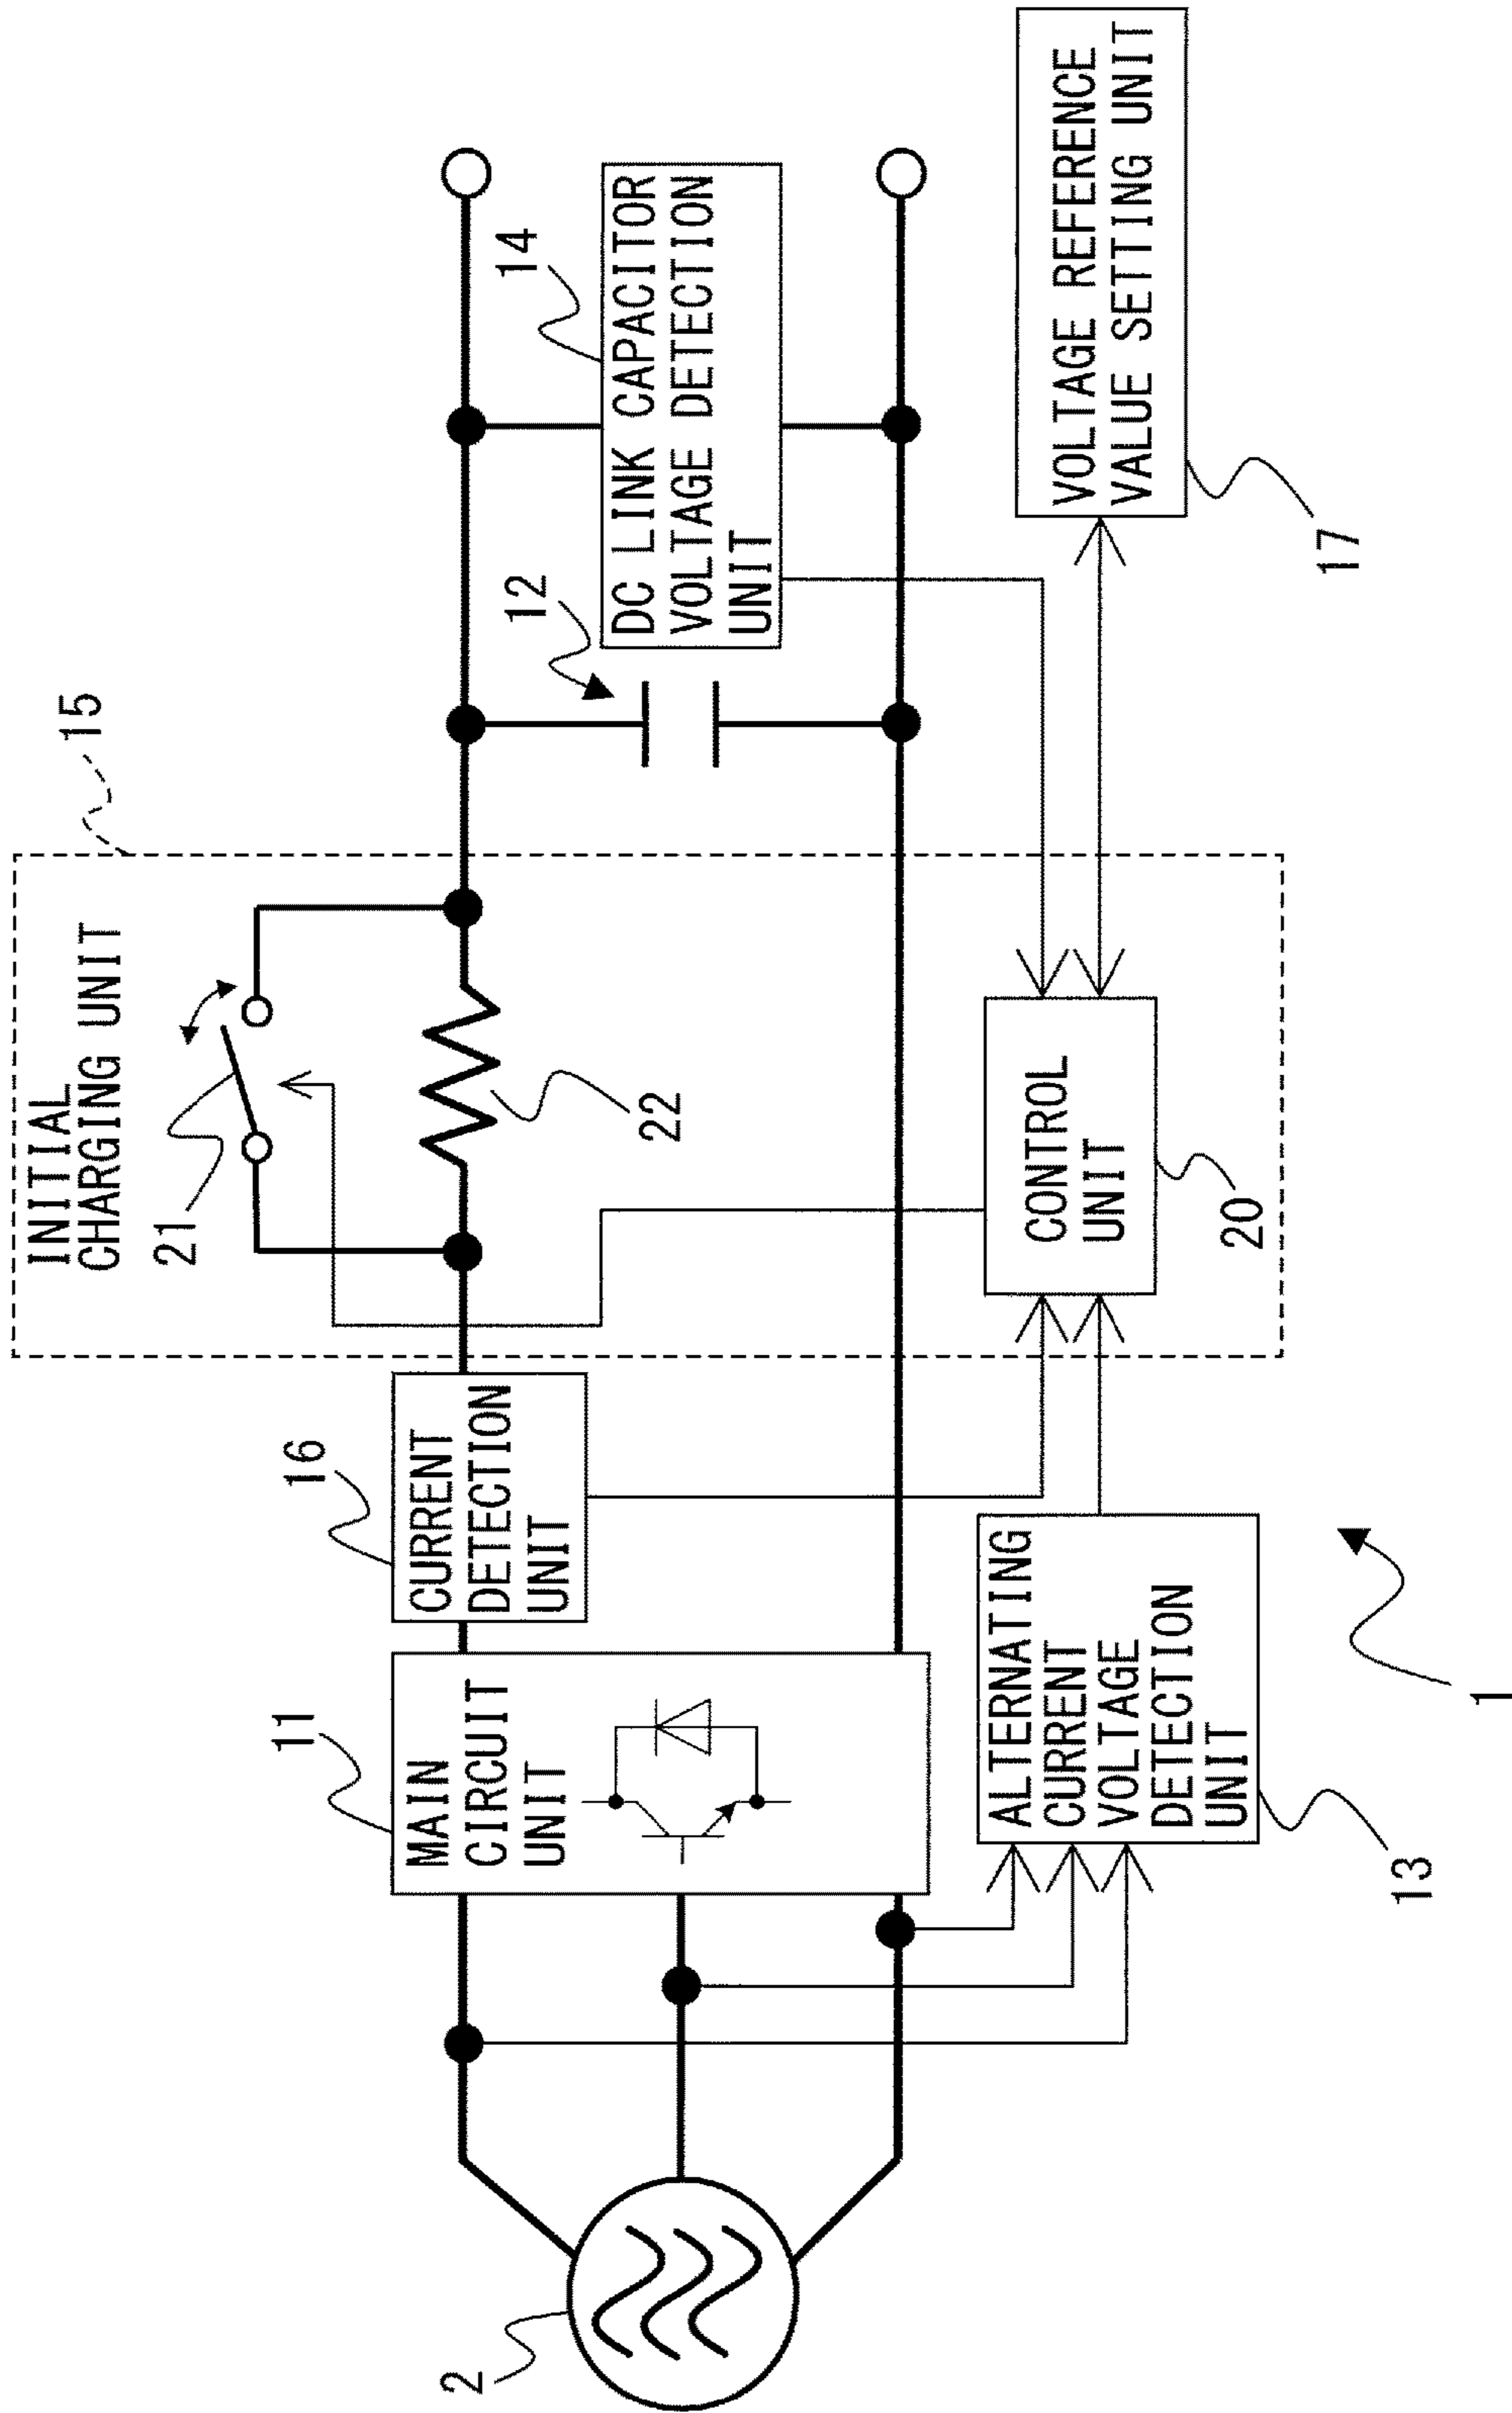 INITIAL
CHARGING UNIT
15
21
22
12
14
DC LINK CAPACITOR
VOLTAGE DETECTION
UNIT
11
MAIN
CIRCUIT
UNIT
16
CURRENT
DETECTION
UNIT
2
ALTERNATING
CURRENT
VOLTAGE
DETECTION
UNIT
13
CONTROL
UNIT
20
VOLTAGE REFERENCE
VALUE SETTING UNIT
17
1